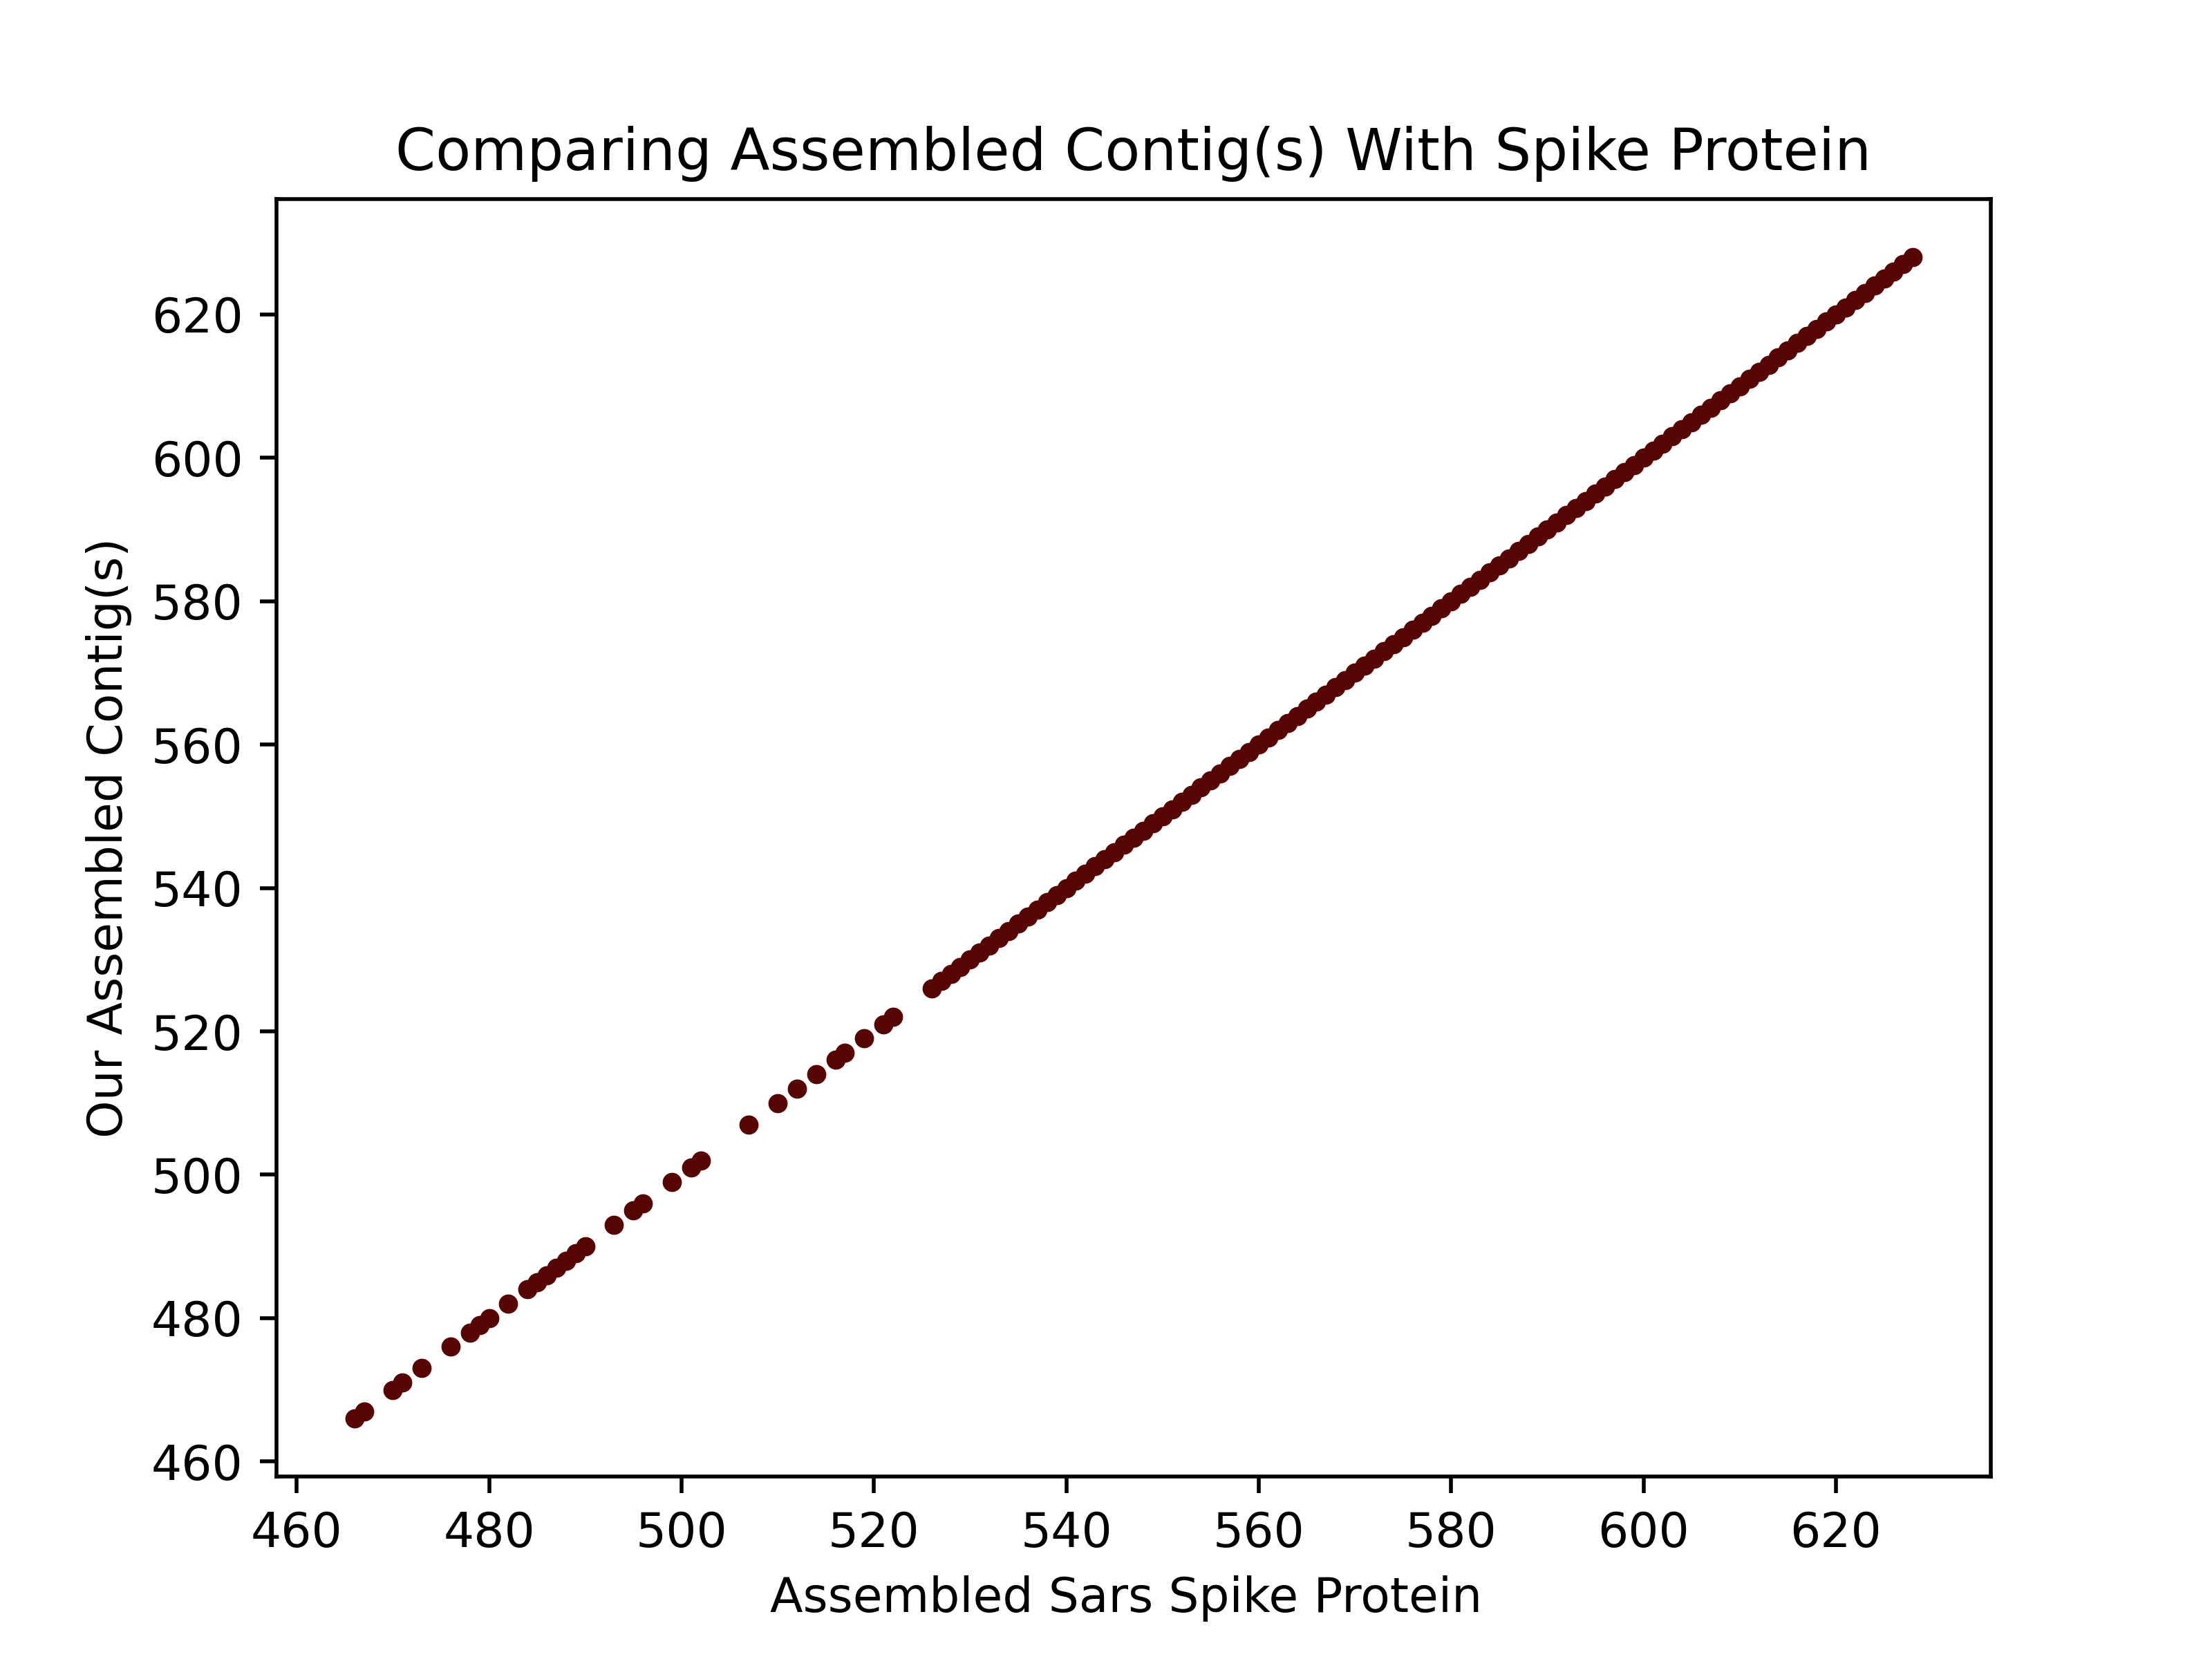 Comparing Assembled Contig(s) With Spike Protein
Our Assembled Contig(s)
620
600
580
560
540
520
500
480
460
460 480 500 520 540 560 580 600 620
Assembled Sars Spike Protein